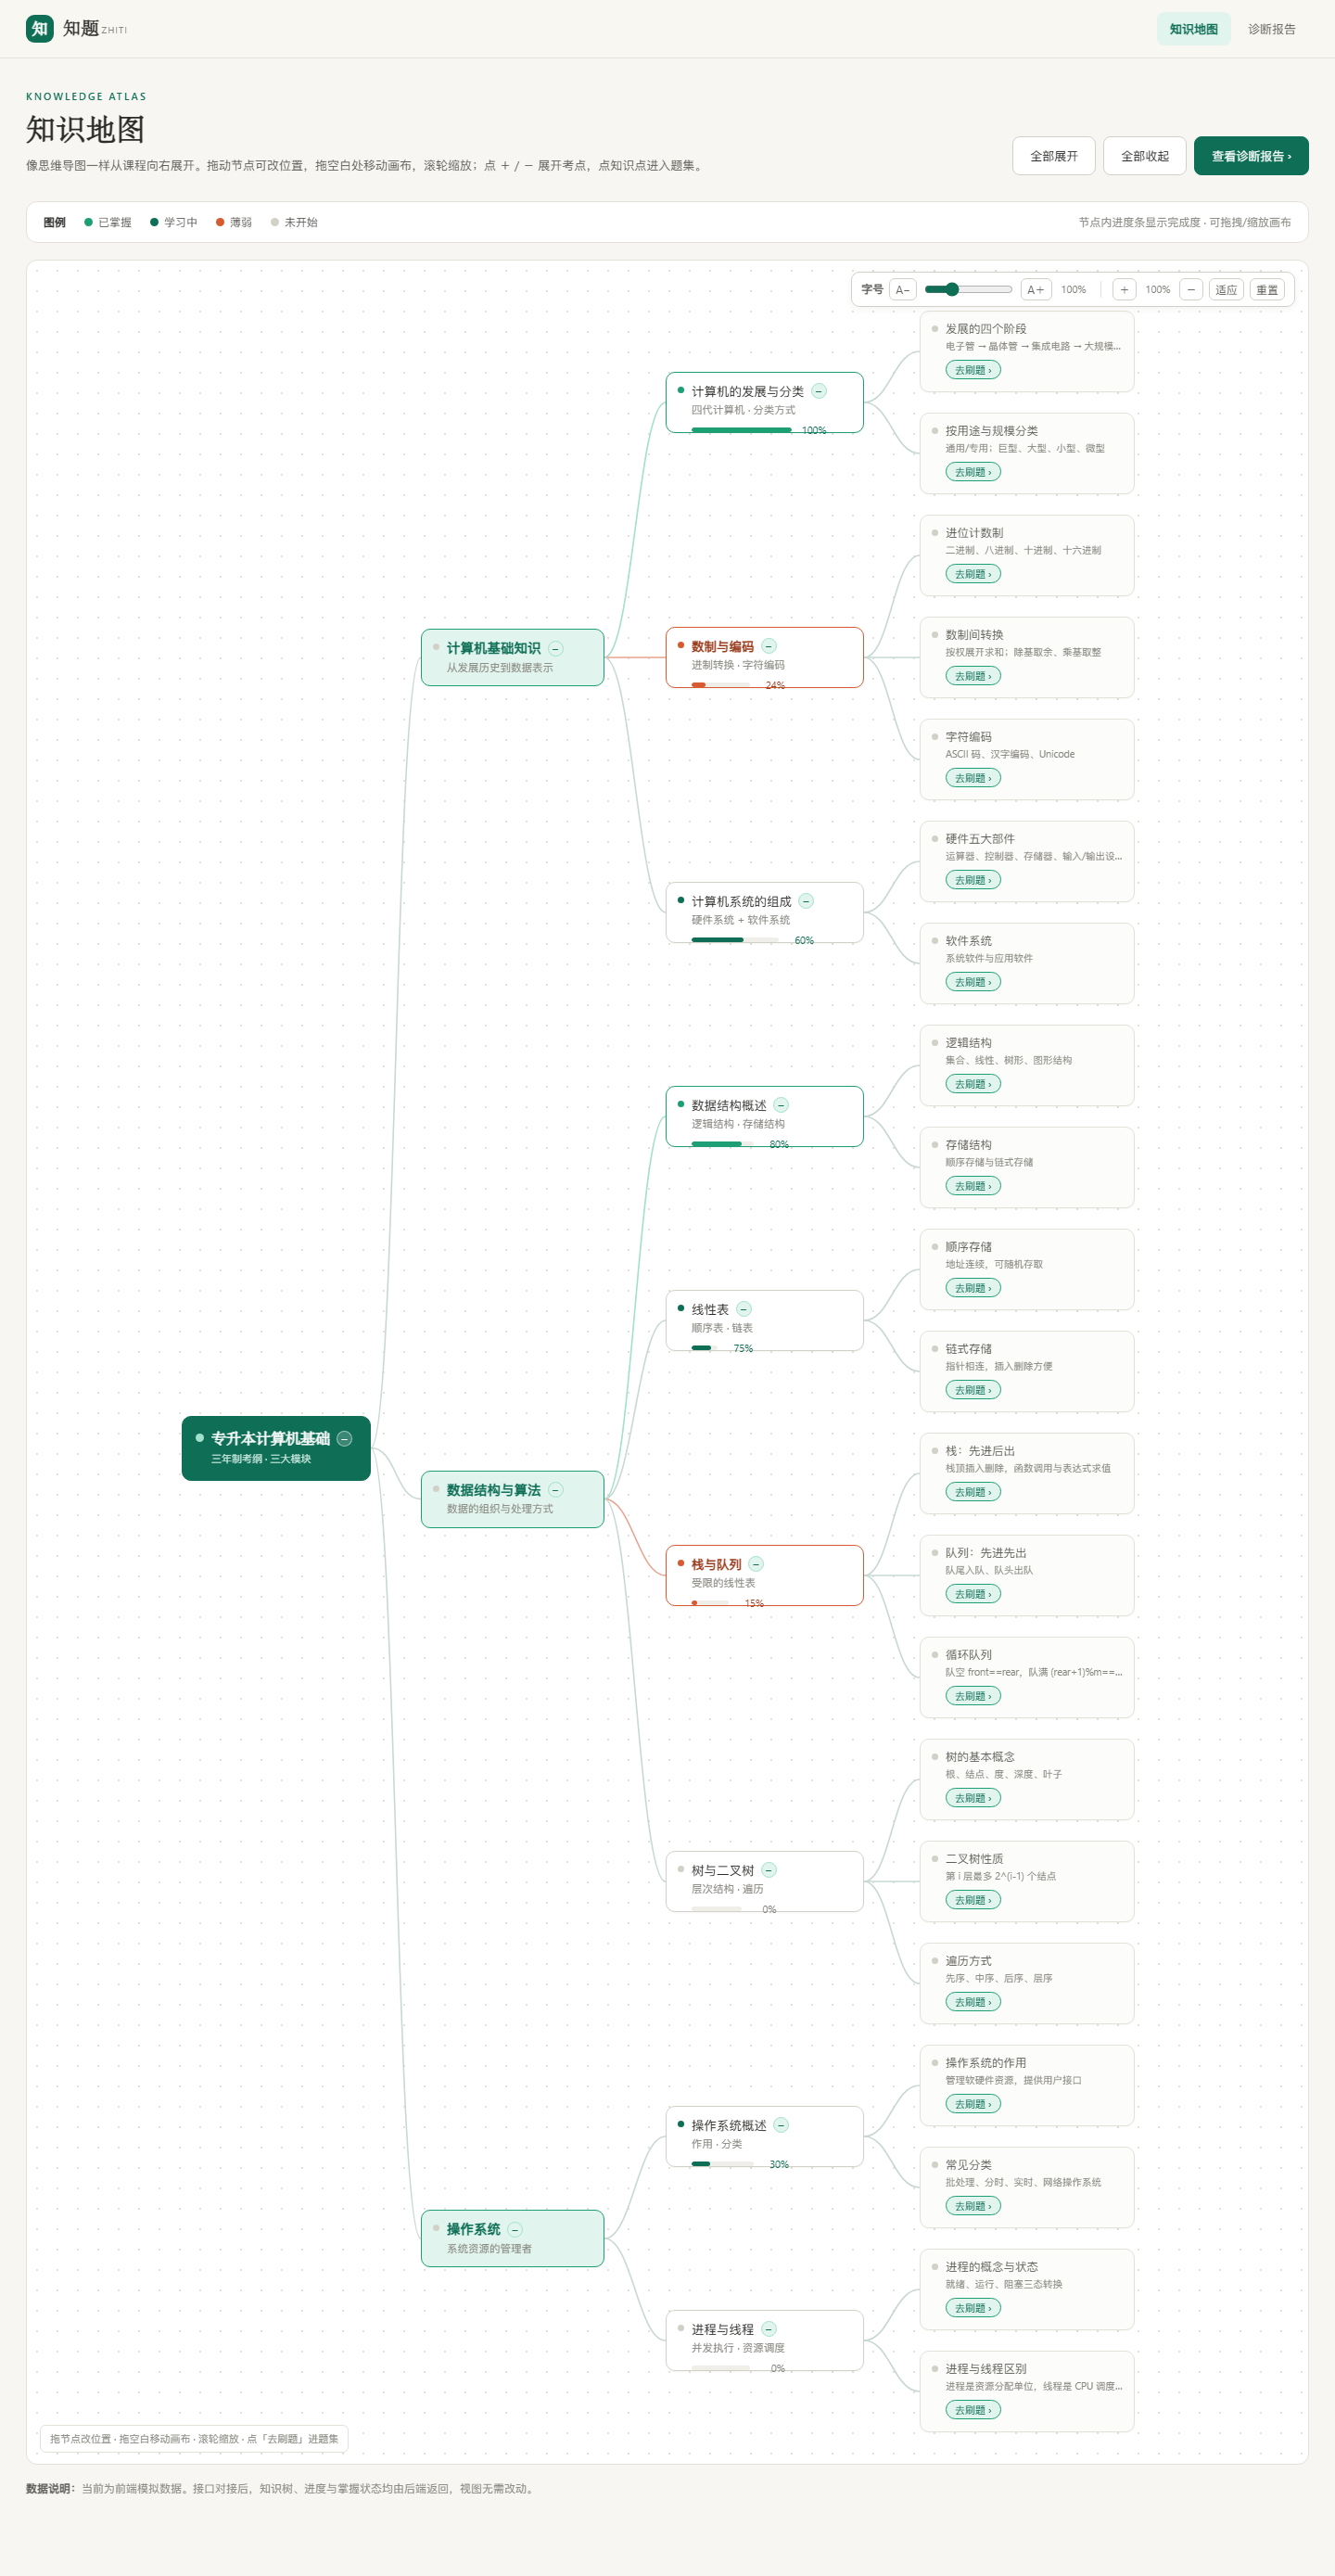 知 知题 ZHITI
知识地图
诊断报告
KNOWLEDGE ATLAS
知识地图
像思维导图一样从课程向右展开。拖动节点可改位置，拖空白处移动画布，滚轮缩放；点 + / − 展开考点，点知识点进入题集。
全部展开
全部收起
查看诊断报告 ›
图例 已掌握 学习中 薄弱 未开始
节点内进度条显示完成度 · 可拖拽/缩放画布
字号 A− A+ 100% + 100% − 适应 重置
专升本计算机基础 −
三年制考纲 · 三大模块
计算机基础知识 −
从发展历史到数据表示
计算机的发展与分类 −
四代计算机 · 分类方式
100%
发展的四个阶段
电子管 → 晶体管 → 集成电路 → 大规模...
去刷题 ›
按用途与规模分类
通用/专用；巨型、大型、小型、微型
去刷题 ›
数制与编码 −
进制转换 · 字符编码
24%
进位计数制
二进制、八进制、十进制、十六进制
去刷题 ›
数制间转换
按权展开求和；除基取余、乘基取整
去刷题 ›
字符编码
ASCII 码、汉字编码、Unicode
去刷题 ›
计算机系统的组成 −
硬件系统 + 软件系统
60%
硬件五大部件
运算器、控制器、存储器、输入/输出设...
去刷题 ›
软件系统
系统软件与应用软件
去刷题 ›
数据结构与算法 −
数据的组织与处理方式
数据结构概述 −
逻辑结构 · 存储结构
80%
逻辑结构
集合、线性、树形、图形结构
去刷题 ›
存储结构
顺序存储与链式存储
去刷题 ›
线性表 −
顺序表 · 链表
75%
顺序存储
地址连续，可随机存取
去刷题 ›
链式存储
指针相连，插入删除方便
去刷题 ›
栈与队列 −
受限的线性表
15%
栈：先进后出
栈顶插入删除，函数调用与表达式求值
去刷题 ›
队列：先进先出
队尾入队、队头出队
去刷题 ›
循环队列
队空 front==rear，队满 (rear+1)%m==...
去刷题 ›
树与二叉树 −
层次结构 · 遍历
0%
树的基本概念
根、结点、度、深度、叶子
去刷题 ›
二叉树性质
第 i 层最多 2^(i-1) 个结点
去刷题 ›
遍历方式
先序、中序、后序、层序
去刷题 ›
操作系统 −
系统资源的管理者
操作系统概述 −
作用 · 分类
30%
操作系统的作用
管理软硬件资源，提供用户接口
去刷题 ›
常见分类
批处理、分时、实时、网络操作系统
去刷题 ›
进程与线程 −
并发执行 · 资源调度
0%
进程的概念与状态
就绪、运行、阻塞三态转换
去刷题 ›
进程与线程区别
进程是资源分配单位，线程是 CPU 调度...
去刷题 ›
拖节点改位置 · 拖空白移动画布 · 滚轮缩放 · 点「去刷题」进题集
数据说明：当前为前端模拟数据。接口对接后，知识树、进度与掌握状态均由后端返回，视图无需改动。